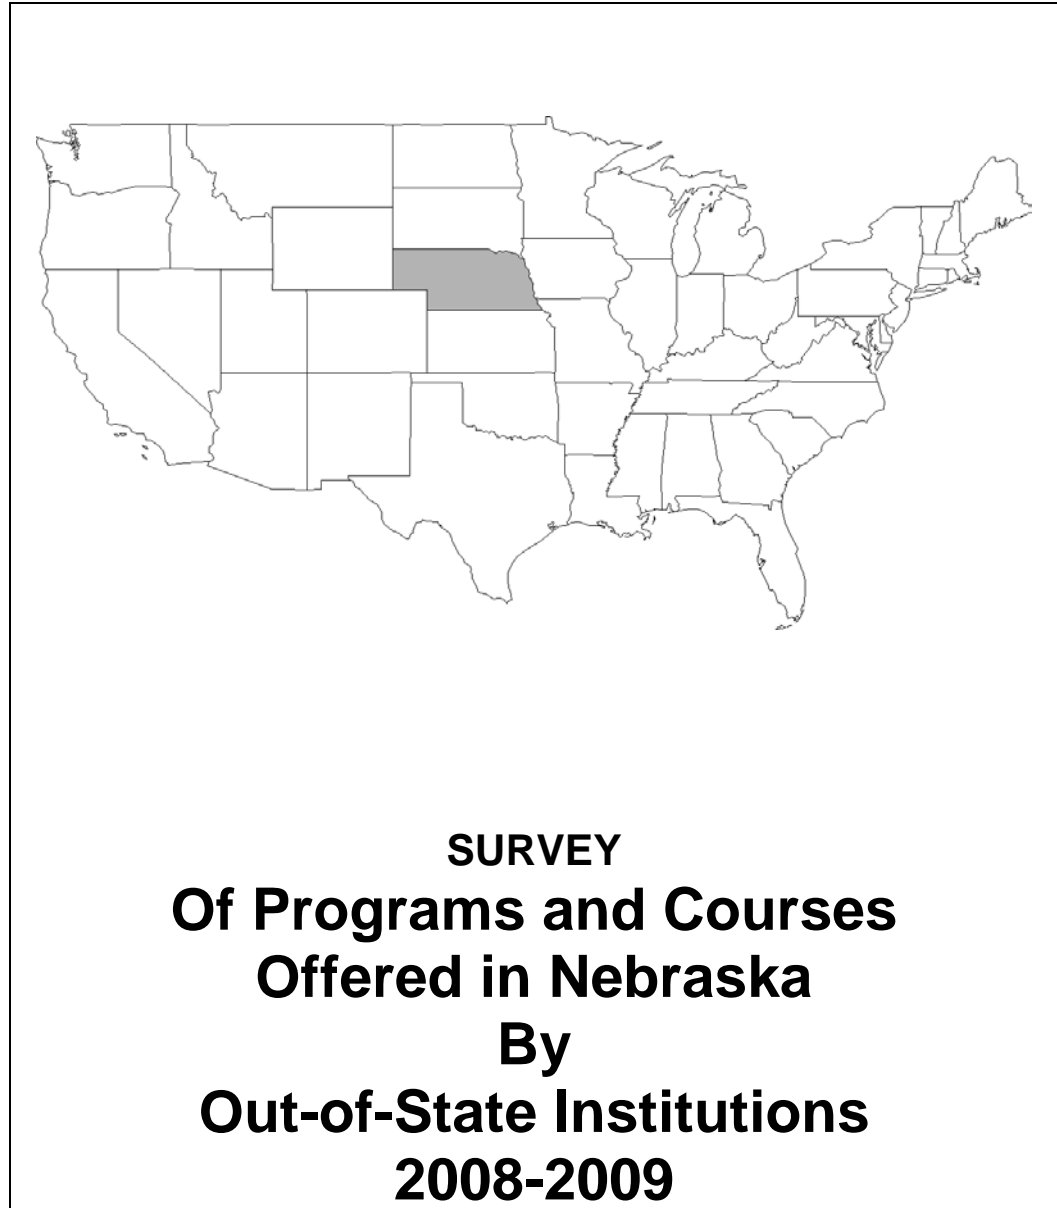 SURVEY
Of Programs and Courses
Offered in Nebraska
By
Out-of-State Institutions
2008-2009